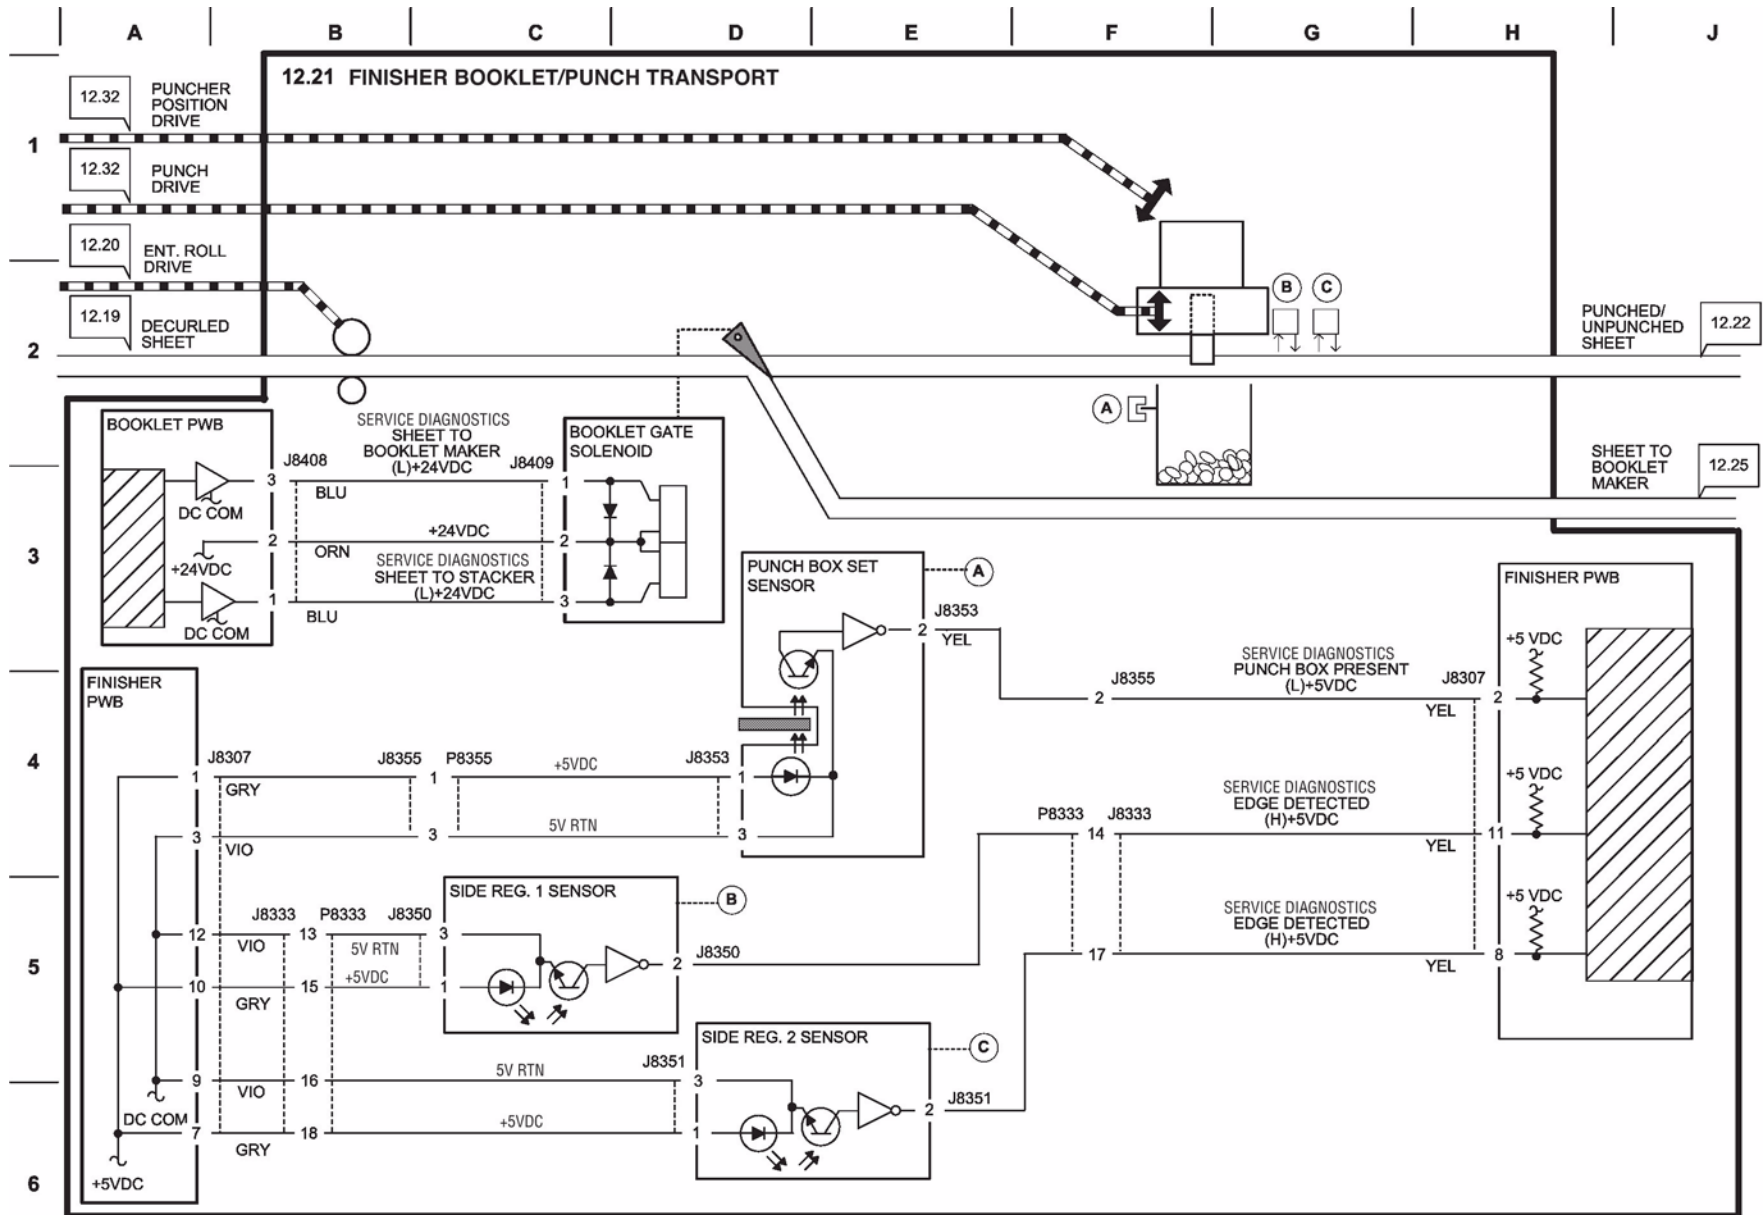 A B C D E F G H J
12.21 FINISHER BOOKLET/PUNCH TRANSPORT
1
12.32
PUNCHER
POSITION
DRIVE
12.32
PUNCH
DRIVE
12.20
ENT. ROLL
DRIVE
2
12.19
DECURLED
SHEET
B C
A
PUNCHED/
UNPUNCHED
SHEET
12.22
SHEET TO
BOOKLET
MAKER
12.25
BOOKLET PWB
SERVICE DIAGNOSTICS
SHEET TO
BOOKLET MAKER
(L)+24VDC
J8408
J8409
BOOKLET GATE
SOLENOID
3
BLU
1
DC COM
3
+24VDC
2
ORN
+24VDC
2
SERVICE DIAGNOSTICS
SHEET TO STACKER
(L)+24VDC
DC COM
1
BLU
3
PUNCH BOX SET
SENSOR
A
J8353
2
YEL
J8355
2
SERVICE DIAGNOSTICS
PUNCH BOX PRESENT
(L)+5VDC
J8307
YEL
2
FINISHER PWB
+5 VDC
4
FINISHER
PWB
J8307
1
GRY
J8355
1
P8355
+5VDC
J8353
1
3
VIO
3
5V RTN
3
P8333 J8333
14
SERVICE DIAGNOSTICS
EDGE DETECTED
(H)+5VDC
YEL
11
+5 VDC
5
SIDE REG. 1 SENSOR
B
J8333 P8333 J8350
12
VIO
13
5V RTN
3
10
GRY
15
+5VDC
1
2
J8350
17
SERVICE DIAGNOSTICS
EDGE DETECTED
(H)+5VDC
YEL
8
+5 VDC
SIDE REG. 2 SENSOR
C
J8351
9
VIO
16
5V RTN
3
DC COM
7
GRY
18
+5VDC
1
2
J8351
6
+5VDC